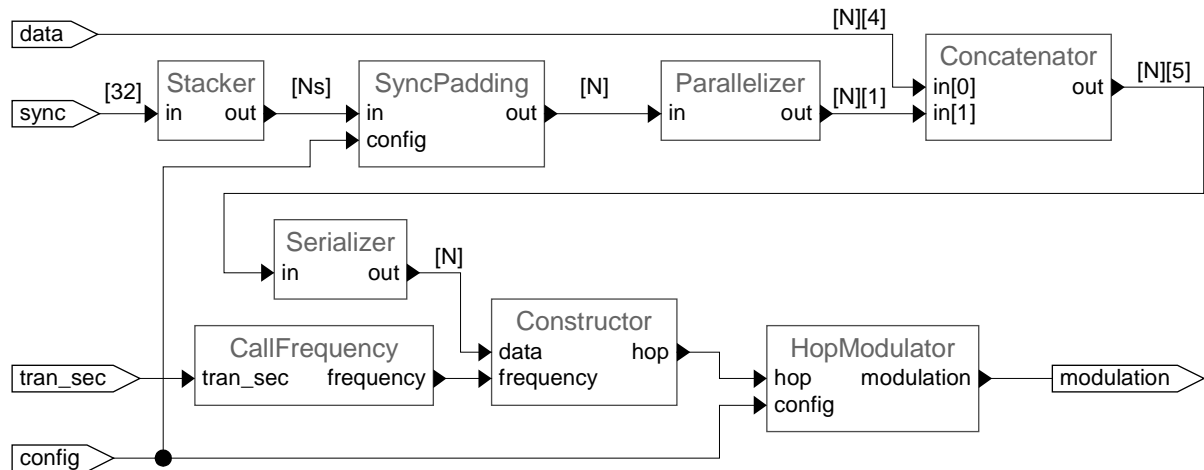 data
[N][4]
Concatenator
in[0]
out
in[1]
[N][5]
sync
[32]
Stacker
in
out
[Ns]
SyncPadding
in
out
config
[N]
Parallelizer
in
out
[N][1]
Serializer
in
out
[N]
tran_sec
CallFrequency
tran_sec
frequency
Constructor
data
hop
frequency
HopModulator
hop
modulation
config
modulation
config